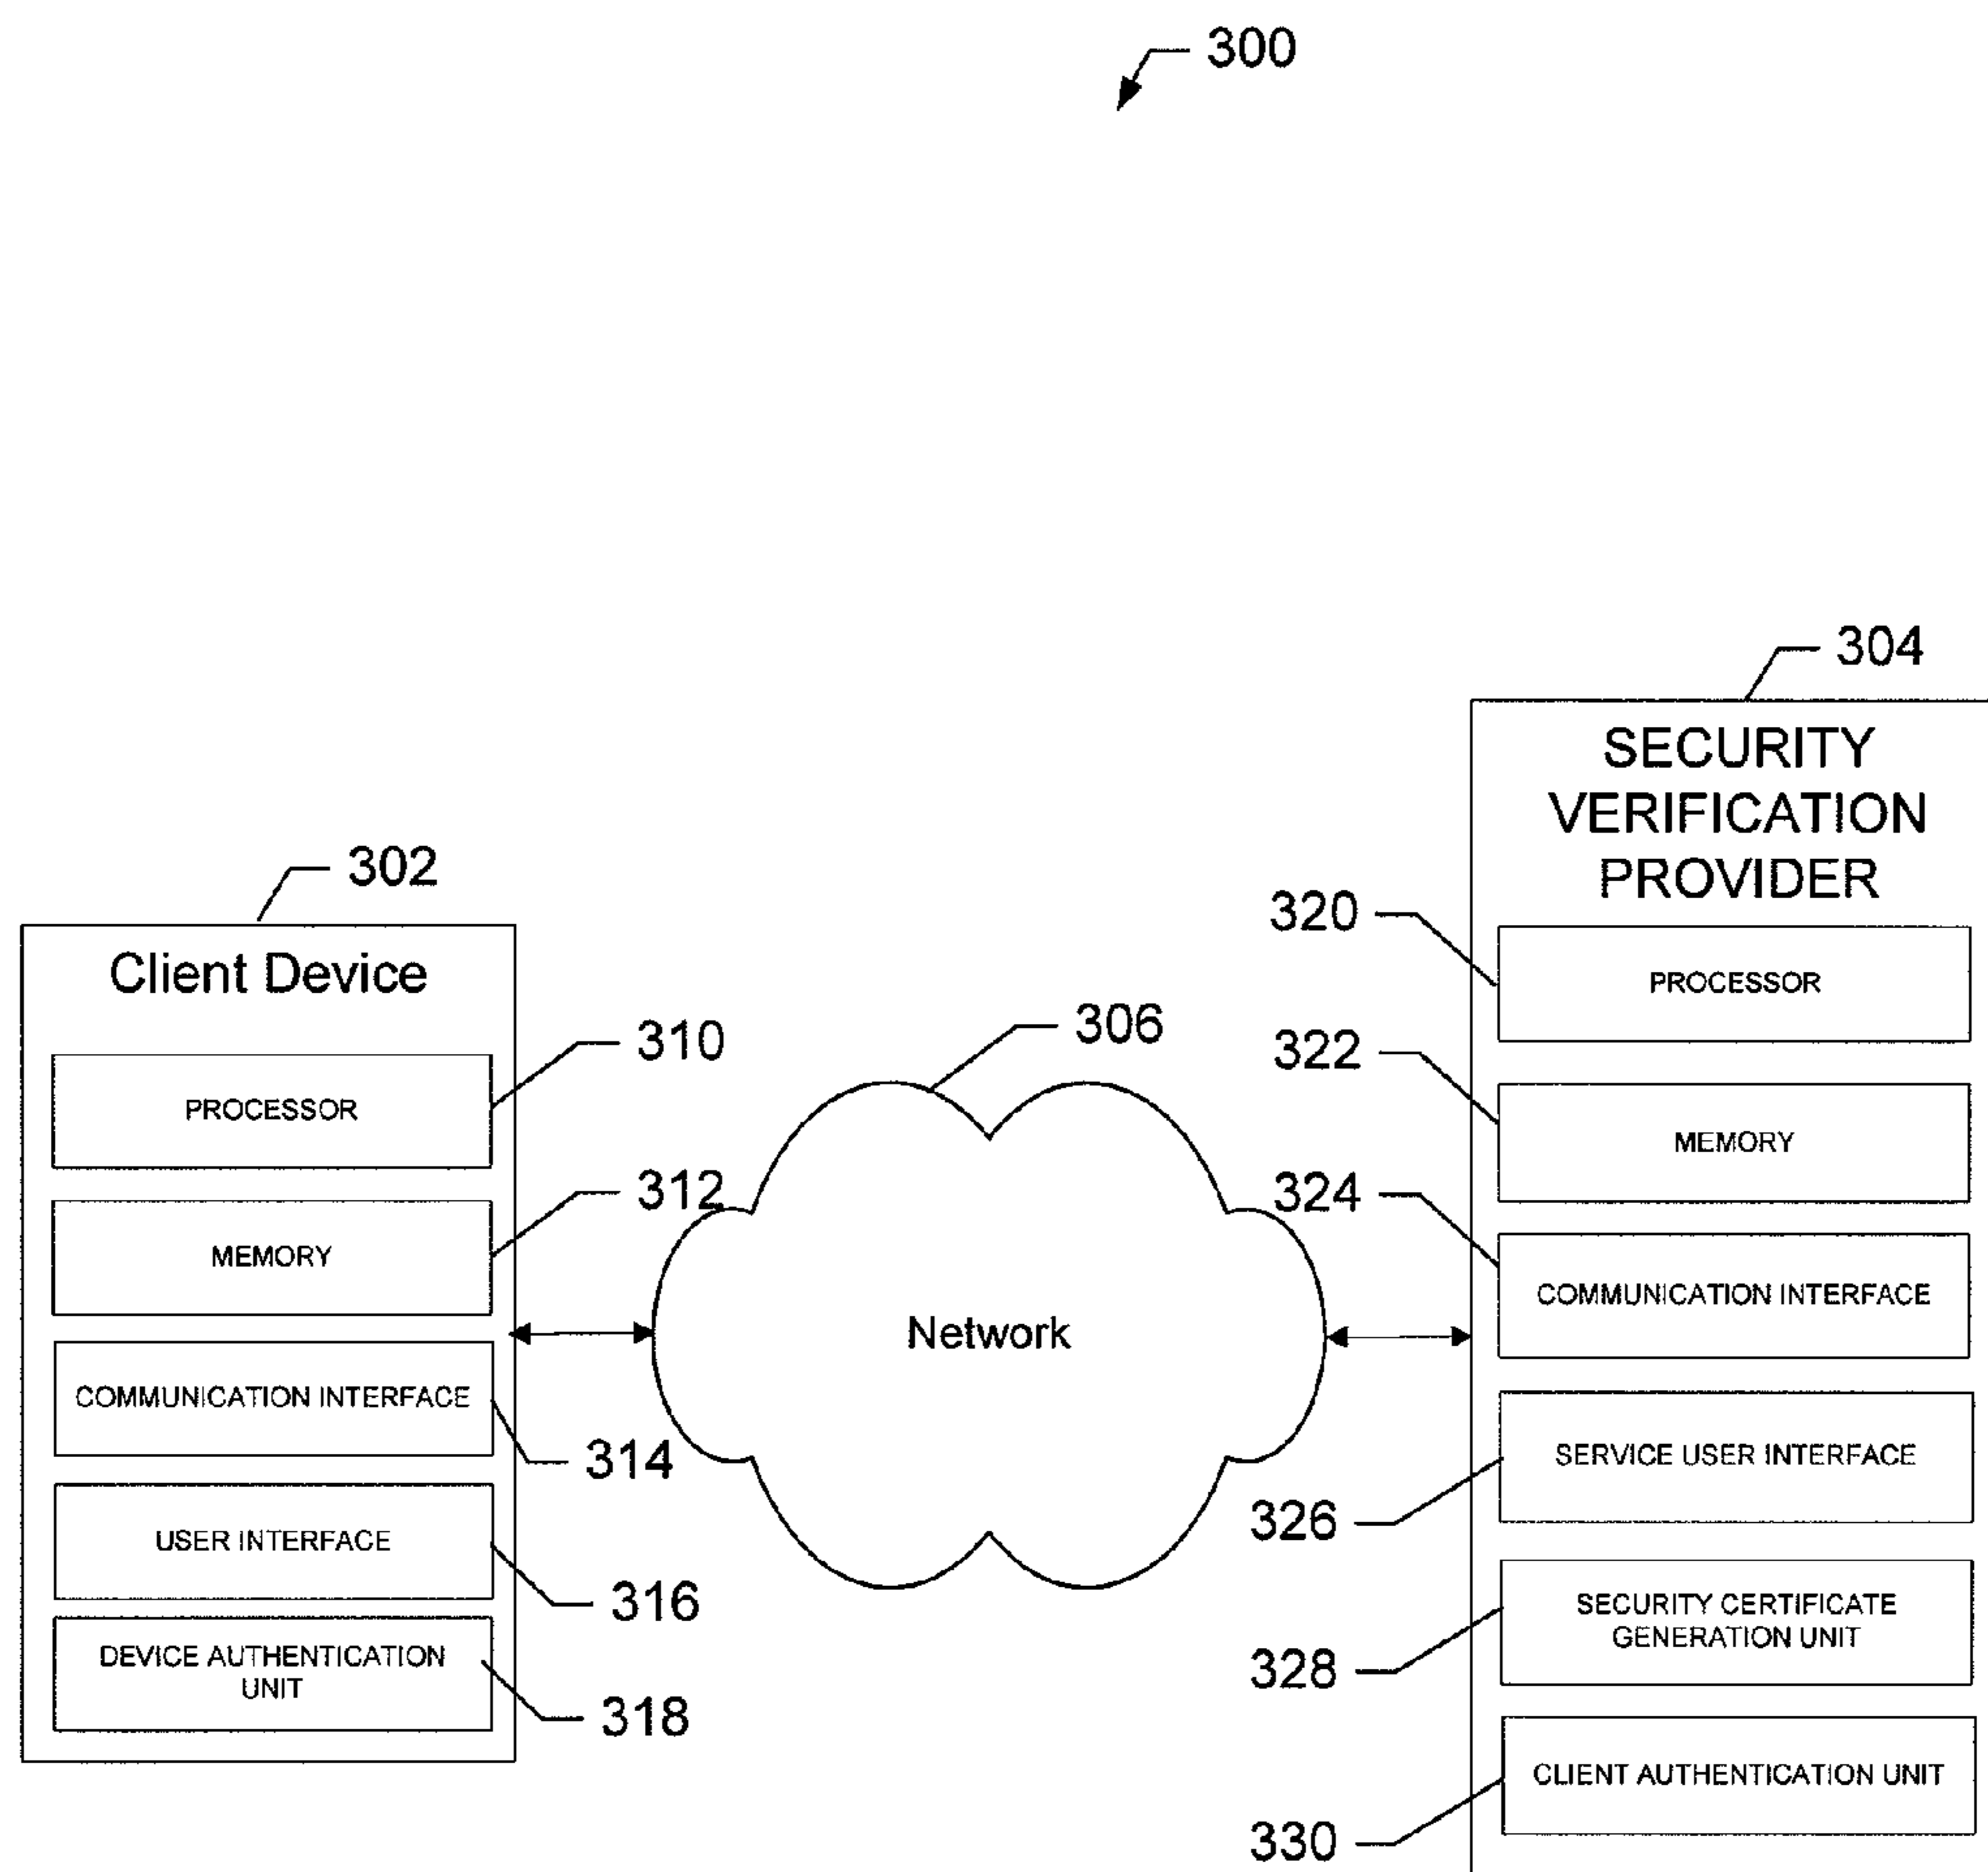 300
304
SECURITY
VERIFICATION
PROVIDER
302
320
Client Device
PROCESSOR
310
306
322
PROCESSOR
MEMORY
312
324
MEMORY
COMMUNICATION INTERFACE
Network
COMMUNICATION INTERFACE
314
SERVICE USER INTERFACE
326
USER INTERFACE
316
SECURITY CERTIFICATE
GENERATION UNIT
328
DEVICE AUTHENTICATION
UNIT
318
CLIENT AUTHENTICATION UNIT
330